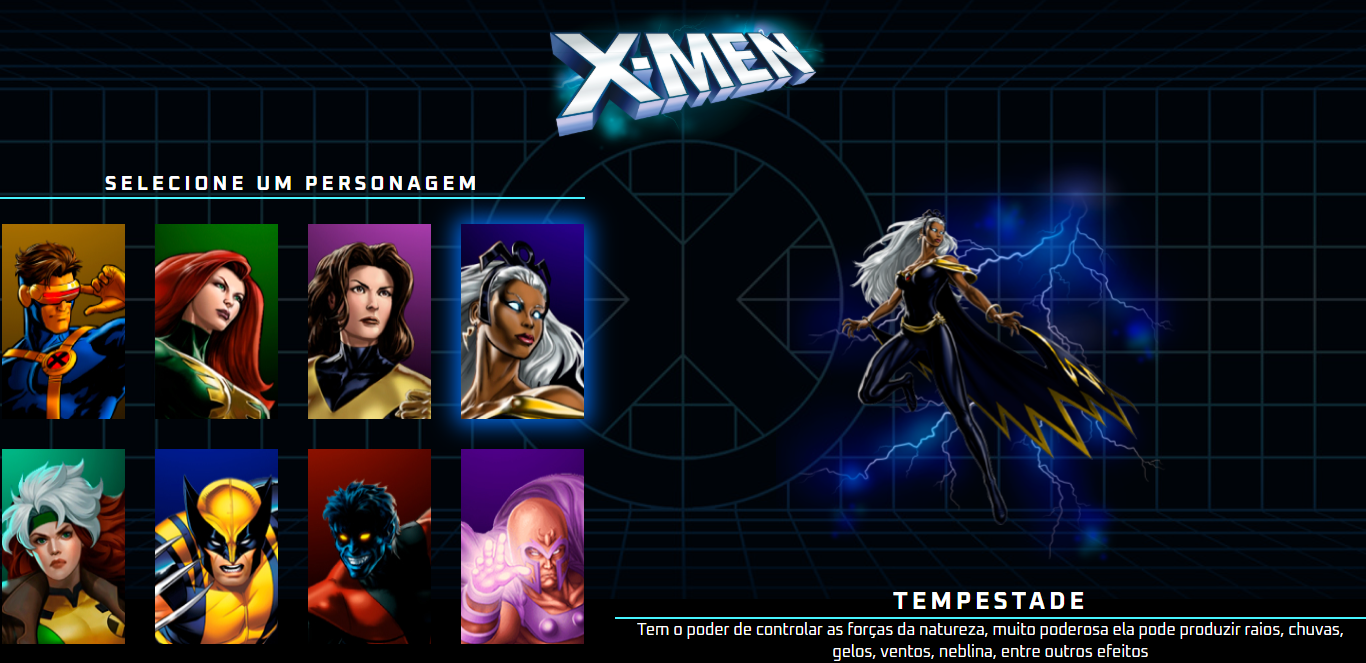 X-MEN
SELECIONE UM PERSONAGEM
TEMPESTADE
Tem o poder de controlar as forças da natureza, muito poderosa ela pode produzir raios, chuvas,
gelos, ventos, neblina, entre outros efeitos